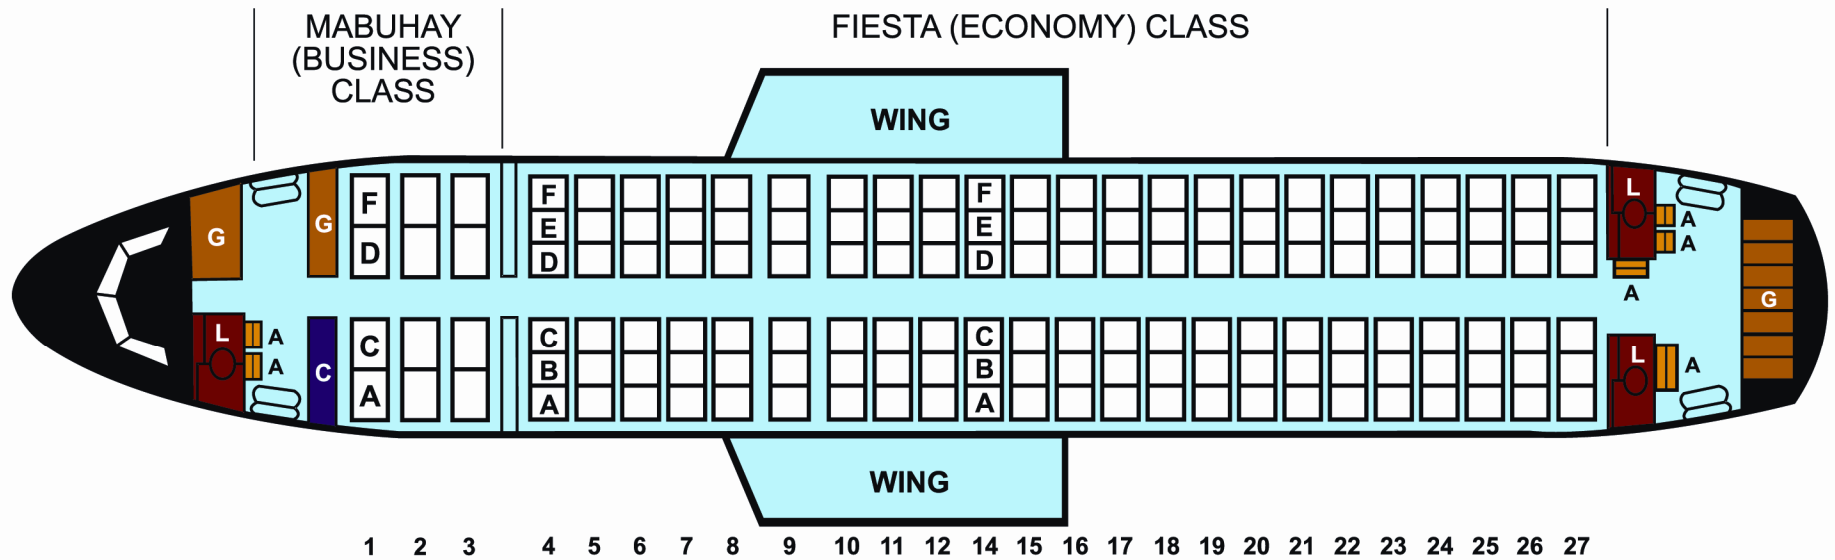 MABUHAY
(BUSINESS)
CLASS
FIESTA (ECONOMY) CLASS
WING
G
G
L
A
A
C
F
D
C
A
F
E
D
C
B
A
F
E
D
C
B
A
L
A
A
A
L
A
G
WING
1 2 3 4 5 6 7 8 9 10 11 12 14 15 16 17 18 19 20 21 22 23 24 25 26 27